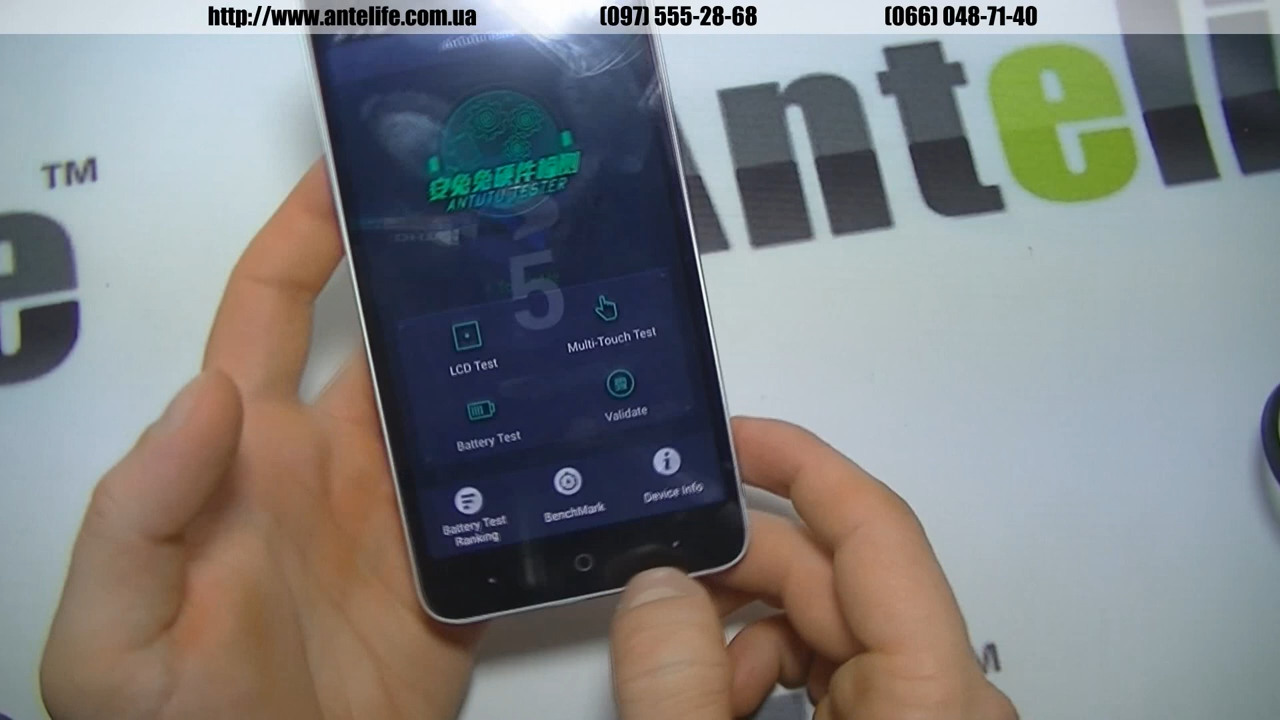 http://www.antelife.com.ua (097) 555-28-68 (066) 048-71-40
TM
e
Anteli
安兔兔硬件检测
ANTUTU TESTER
5
LCD Test
Multi-Touch Test
Battery Test
Validate
Battery Test
Ranking
BenchMark
Device Info